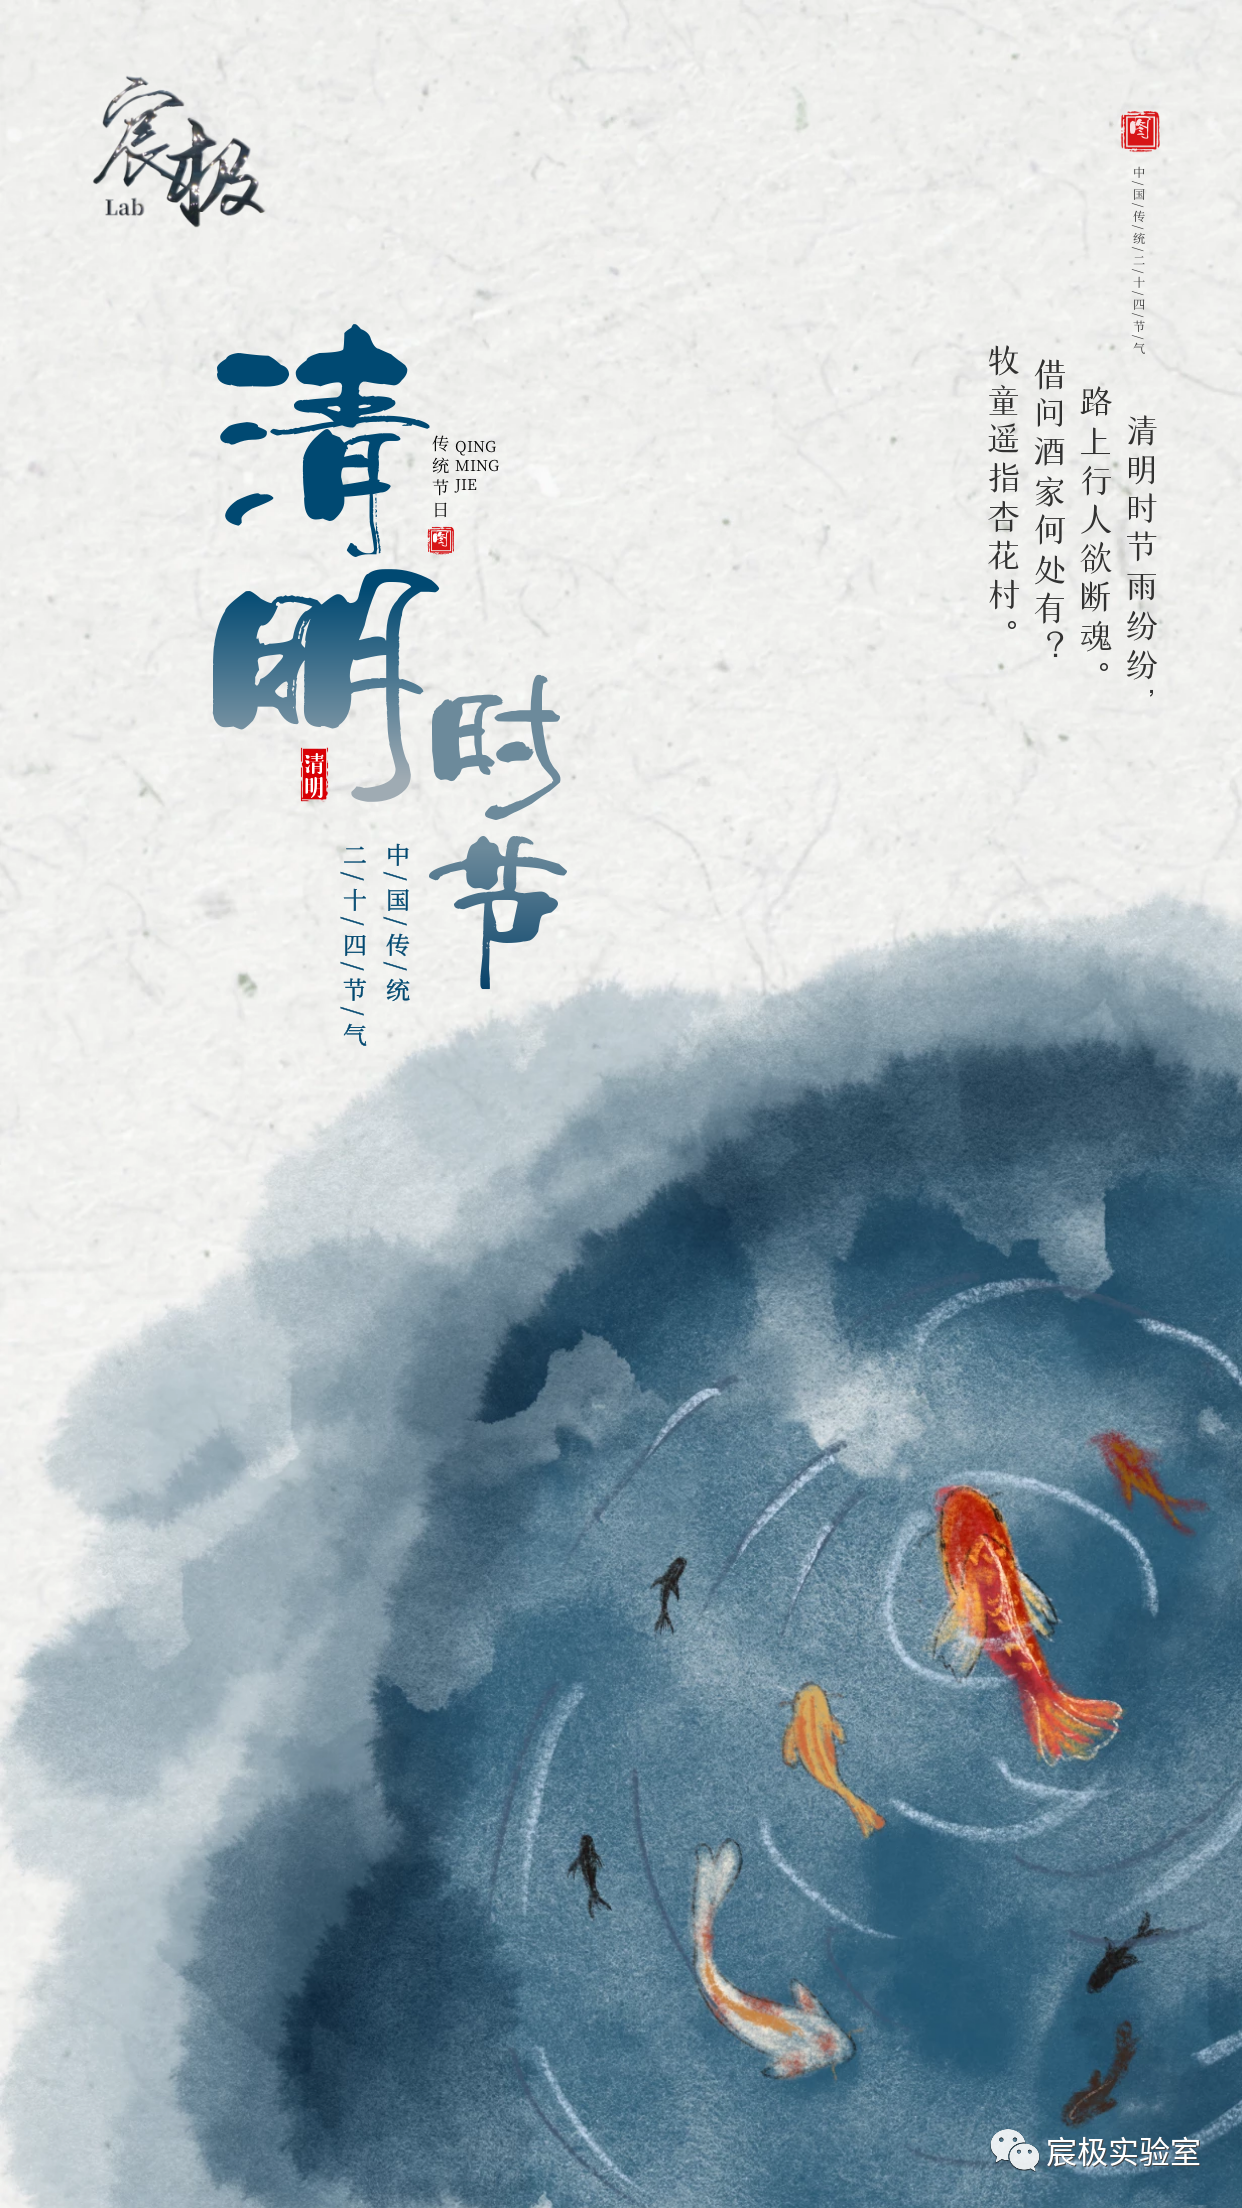 宸极
Lab
图
中/国/传/统/二/十/四/节/气
清明时节雨纷纷，
路上行人欲断魂。
借问酒家何处有？
牧童遥指杏花村。
清明
时节
传统节日
QING
MING
JIE
图
清明
中/国/传/统
二/十/四/节/气
宸极实验室